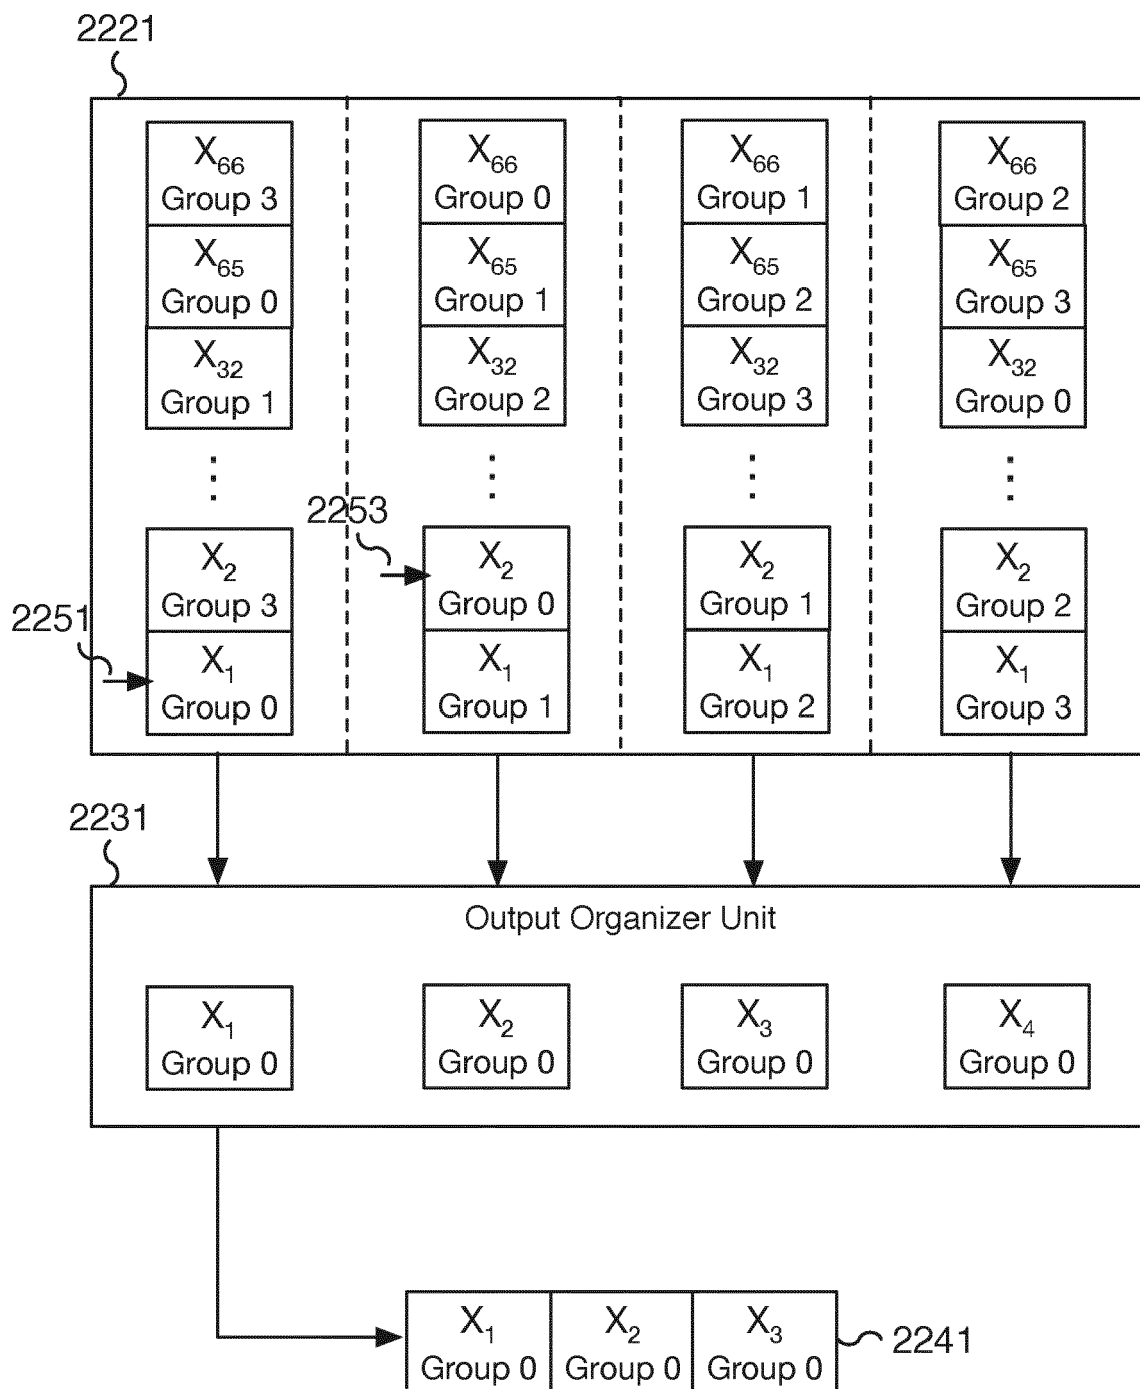 2221
X66 X66 X66 X66
Group 3 Group 0 Group 1 Group 2
X65 X65 X65 X65
Group 0 Group 1 Group 2 Group 3
X32 X32 X32 X32
Group 1 Group 2 Group 3 Group 0
2253
X2 X2 X2 X2
Group 3 Group 0 Group 1 Group 2
2251
X1 X1 X1 X1
Group 0 Group 1 Group 2 Group 3
2231
Output Organizer Unit
X1 X2 X3 X4
Group 0 Group 0 Group 0 Group 0
X1 X2 X3
Group 0 Group 0 Group 0
2241